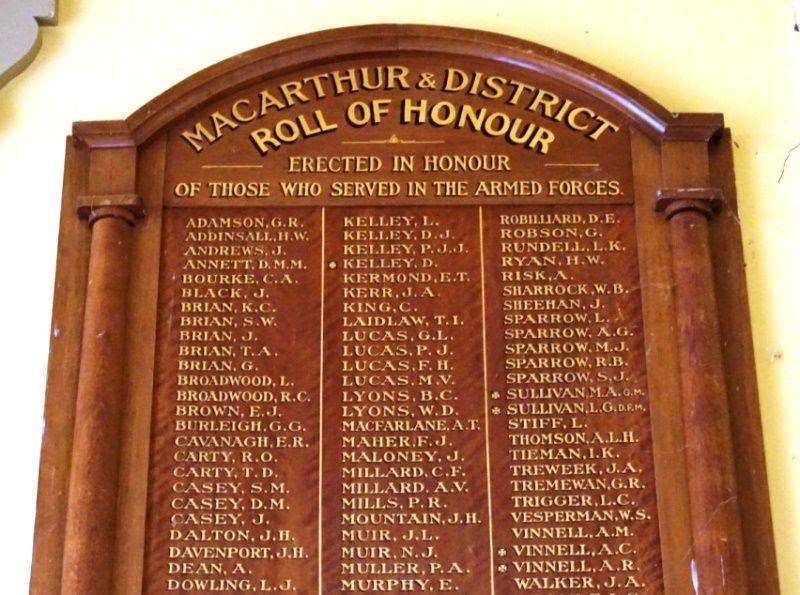 MACARTHUR & DISTRICT
ROLL OF HONOUR
ERECTED IN HONOUR
OF THOSE WHO SERVED IN THE ARMED FORCES.
ADAMSON, G.R.
ADDINSALL, H.W.
ANDREWS, J.
ANNETT, D.M.M.
BOURKE, C.A.
BLACK, J.
BRIAN, K.C.
BRIAN, S.W.
BRIAN, J.
BRIAN, T.A.
BRIAN, G.
BROADWOOD, L.
BROADWOOD, R.C.
BROWN, E.J.
BURLEIGH, G.G.
CAVANAGH, E.R.
CARTY, R.O.
CARTY, T.D.
CASEY, S.M.
CASEY, D.M.
CASEY, J.
DALTON, J.H.
DAVENPORT, J.H.
DEAN, A.
DOWLING, L.J.
KELLEY, L.
KELLEY, D.J.
KELLEY, P.J.J.
KELLEY, D.
KERMOND, E.T.
KERR, J.A.
KING, C.
LAIDLAW, T.I.
LUCAS, G.L.
LUCAS, P.J.
LUCAS, F.H.
LUCAS, M.V.
LYONS, B.C.
LYONS, W.D.
MACFARLANE, A.T.
MAHER, F.J.
MALONEY, J.
MILLARD, C.F.
MILLARD, A.V.
MILLS, P.R.
MOUNTAIN, J.H.
MUIR, J.L.
MUIR, N.J.
MULLER, P.A.
MURPHY, E.
ROBILLIARD, D.E.
ROBSON, G.
RUNDELL, L.K.
RYAN, H.W.
RISK, A.
SHARROCK, W.B.
SHEEHAN, J.
SPARROW, L.
SPARROW, A.G.
SPARROW, M.J.
SPARROW, R.B.
SPARROW, S.J.
SULLIVAN, M.A. G.M.
SULLIVAN, L.G. D.F.M.
STIFF, L.
THOMSON, A.L.H.
TIEMAN, I.K.
TREWEEK, J.A.
TREMEWAN, G.R.
TRIGGER, L.C.
VESPERMAN, W.S.
VINNELL, A.M.
VINNELL, A.C.
VINNELL, A.R.
WALKER, J.A.